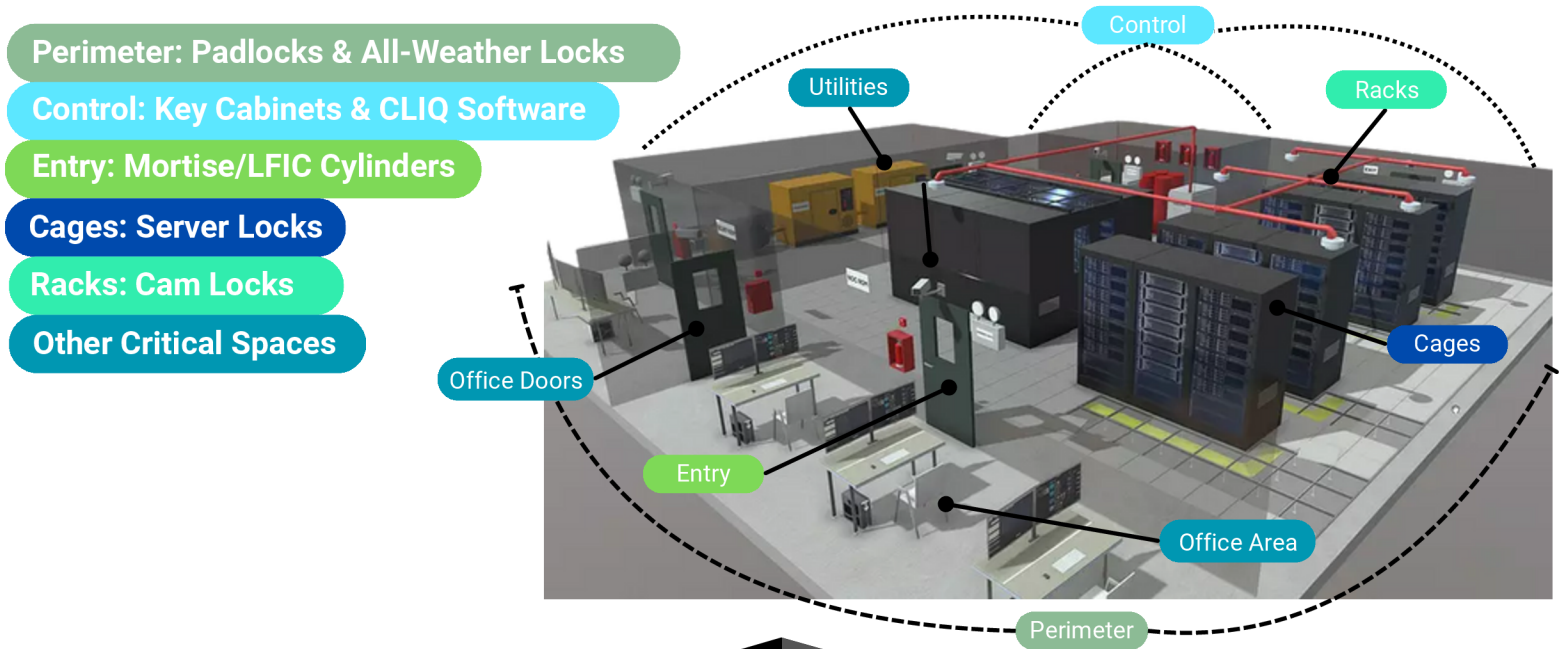 Perimeter: Padlocks & All-Weather Locks
Control: Key Cabinets & CLIQ Software
Entry: Mortise/LFIC Cylinders
Cages: Server Locks
Racks: Cam Locks
Other Critical Spaces
Control
Utilities
Racks
Cages
Office Doors
Entry
Office Area
Perimeter